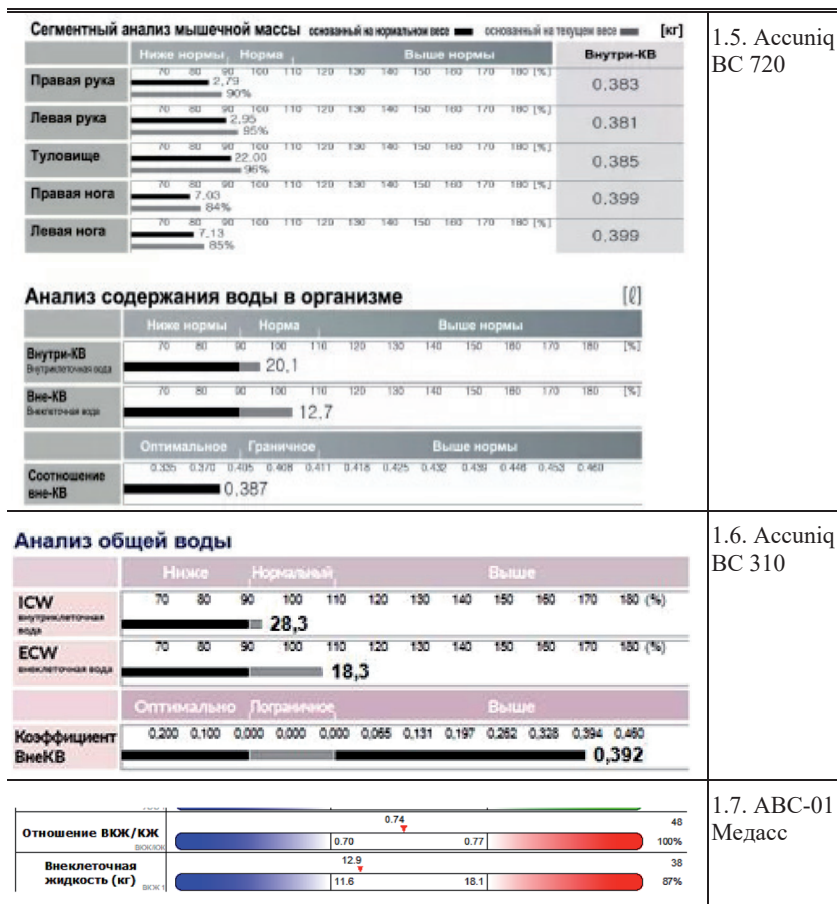 Сегментный анализ мышечной массы основанный на нормальном весе основанный на текущем весе [кг]
Ниже нормы Норма Выше нормы Внутри-КВ
Правая рука 70 80 90 100 110 120 130 140 150 160 170 180 [%]
2,79
90%
0,383
Левая рука 70 80 90 100 110 120 130 140 150 160 170 180 [%]
2,95
95%
0,381
Туловище 70 80 90 100 110 120 130 140 150 160 170 180 [%]
22,00
96%
0,385
Правая нога 70 80 90 100 110 120 130 140 150 160 170 180 [%]
7,03
84%
0,399
Левая нога 70 80 90 100 110 120 130 140 150 160 170 180 [%]
7,13
85%
0,399
1.5. Accuniq
BC 720
Анализ содержания воды в организме [ℓ]
Ниже нормы Норма Выше нормы
70 80 90 100 110 120 130 140 150 160 170 180 [%]
Внутри-КВ
Внутриклеточная вода
20,1
70 80 90 100 110 120 130 140 150 160 170 180 [%]
Вне-КВ
Внеклеточная вода
12,7
Оптимальное Граничное Выше нормы
0.335 0.370 0.405 0.408 0.411 0.418 0.425 0.432 0.439 0.446 0.453 0.460
Соотношение
вне-КВ
0,387
1.6. Accuniq
BC 310
Анализ общей воды
Ниже Нормальный Выше
ICW 70 80 90 100 110 120 130 140 150 160 170 180 (%)
внутриклеточная
вода
28,3
ECW 70 80 90 100 110 120 130 140 150 160 170 180 (%)
внеклеточная вода
18,3
Оптимально Пограничное Выше
Коэффициент
ВнеКВ
0,200 0,100 0,000 0,000 0,000 0,065 0,131 0,197 0,262 0,328 0,394 0,460
0,392
1.7. АВС-01
Медасс
Отношение ВКЖ/КЖ
0.74
0.70 0.77
48
100%
Внеклеточная
жидкость (кг)
12.9
11.6 18.1
38
87%